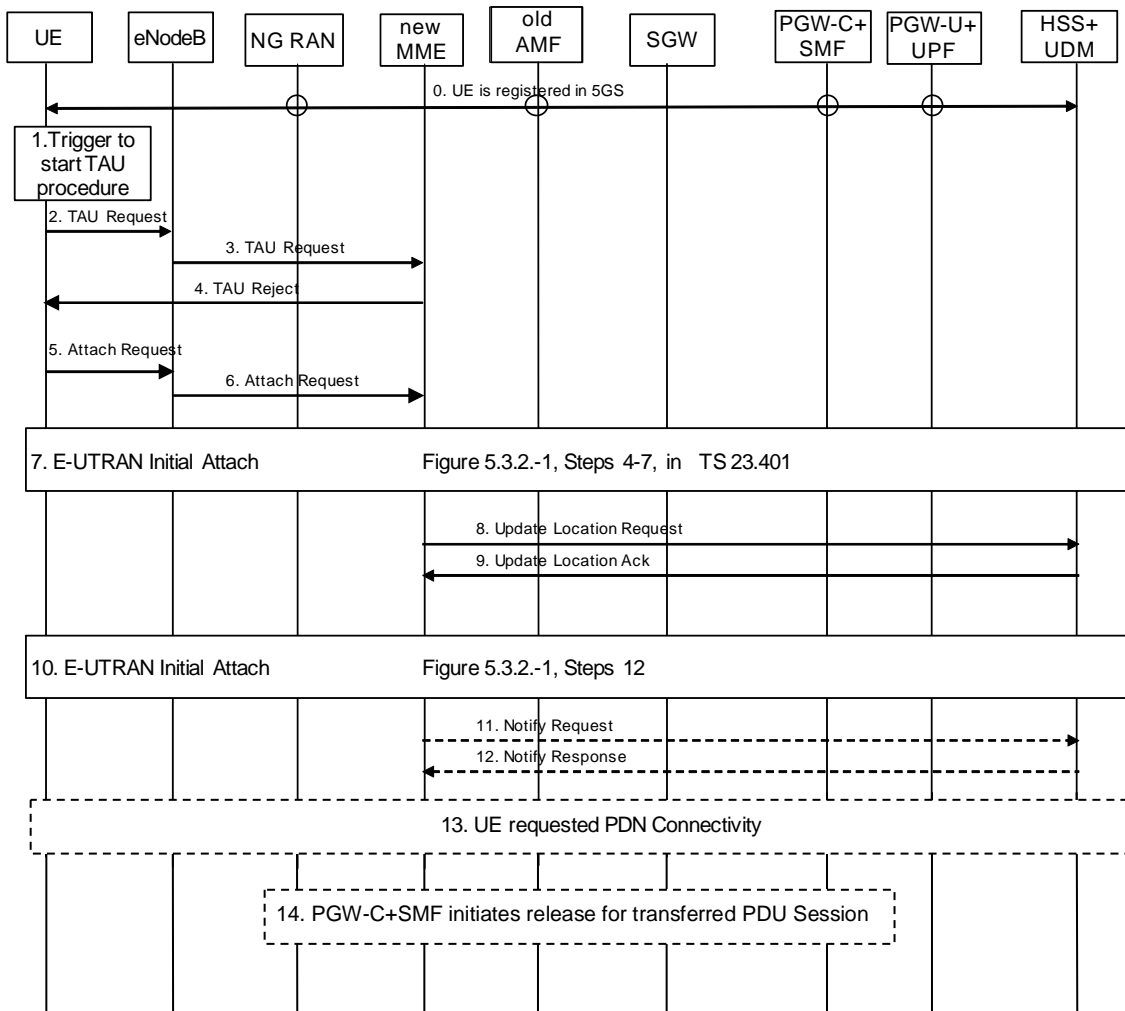 UE
eNodeB
NG RAN
new
MME
old
AMF
SGW
PGW-C+
SMF
PGW-U+
UPF
HSS+
UDM
0. UE is registered in 5GS
1.Trigger to
start TAU
procedure
2. TAU Request
3. TAU Request
4. TAU Reject
5. Attach Request
6. Attach Request
7. E-UTRAN Initial Attach Figure 5.3.2.-1, Steps 4-7, in TS 23.401
8. Update Location Request
9. Update Location Ack
10. E-UTRAN Initial Attach Figure 5.3.2.-1, Steps 12
11. Notify Request
12. Notify Response
13. UE requested PDN Connectivity
14. PGW-C+SMF initiates release for transferred PDU Session